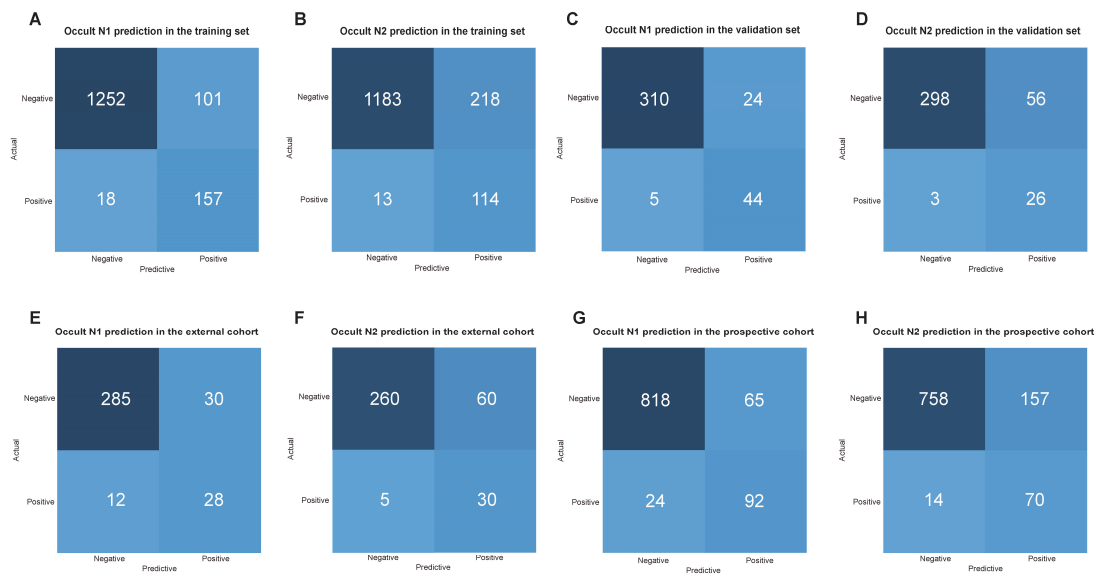 A
Occult N1 prediction in the training set
Negative
1252
101
Actual
Positive
18
157
Negative
Positive
Predictive
B
Occult N2 prediction in the training set
Negative
1183
218
Actual
Positive
13
114
Negative
Positive
Predictive
C
Occult N1 prediction in the validation set
Negative
310
24
Actual
Positive
5
44
Negative
Positive
Predictive
D
Occult N2 prediction in the validation set
Negative
298
56
Actual
Positive
3
26
Negative
Positive
Predictive
E
Occult N1 prediction in the external cohort
Negative
285
30
Actual
Positive
12
28
Negative
Positive
Predictive
F
Occult N2 prediction in the external cohort
Negative
260
60
Actual
Positive
5
30
Negative
Positive
Predictive
G
Occult N1 prediction in the prospective cohort
Negative
818
65
Actual
Positive
24
92
Negative
Positive
Predictive
H
Occult N2 prediction in the prospective cohort
Negative
758
157
Actual
Positive
14
70
Negative
Positive
Predictive